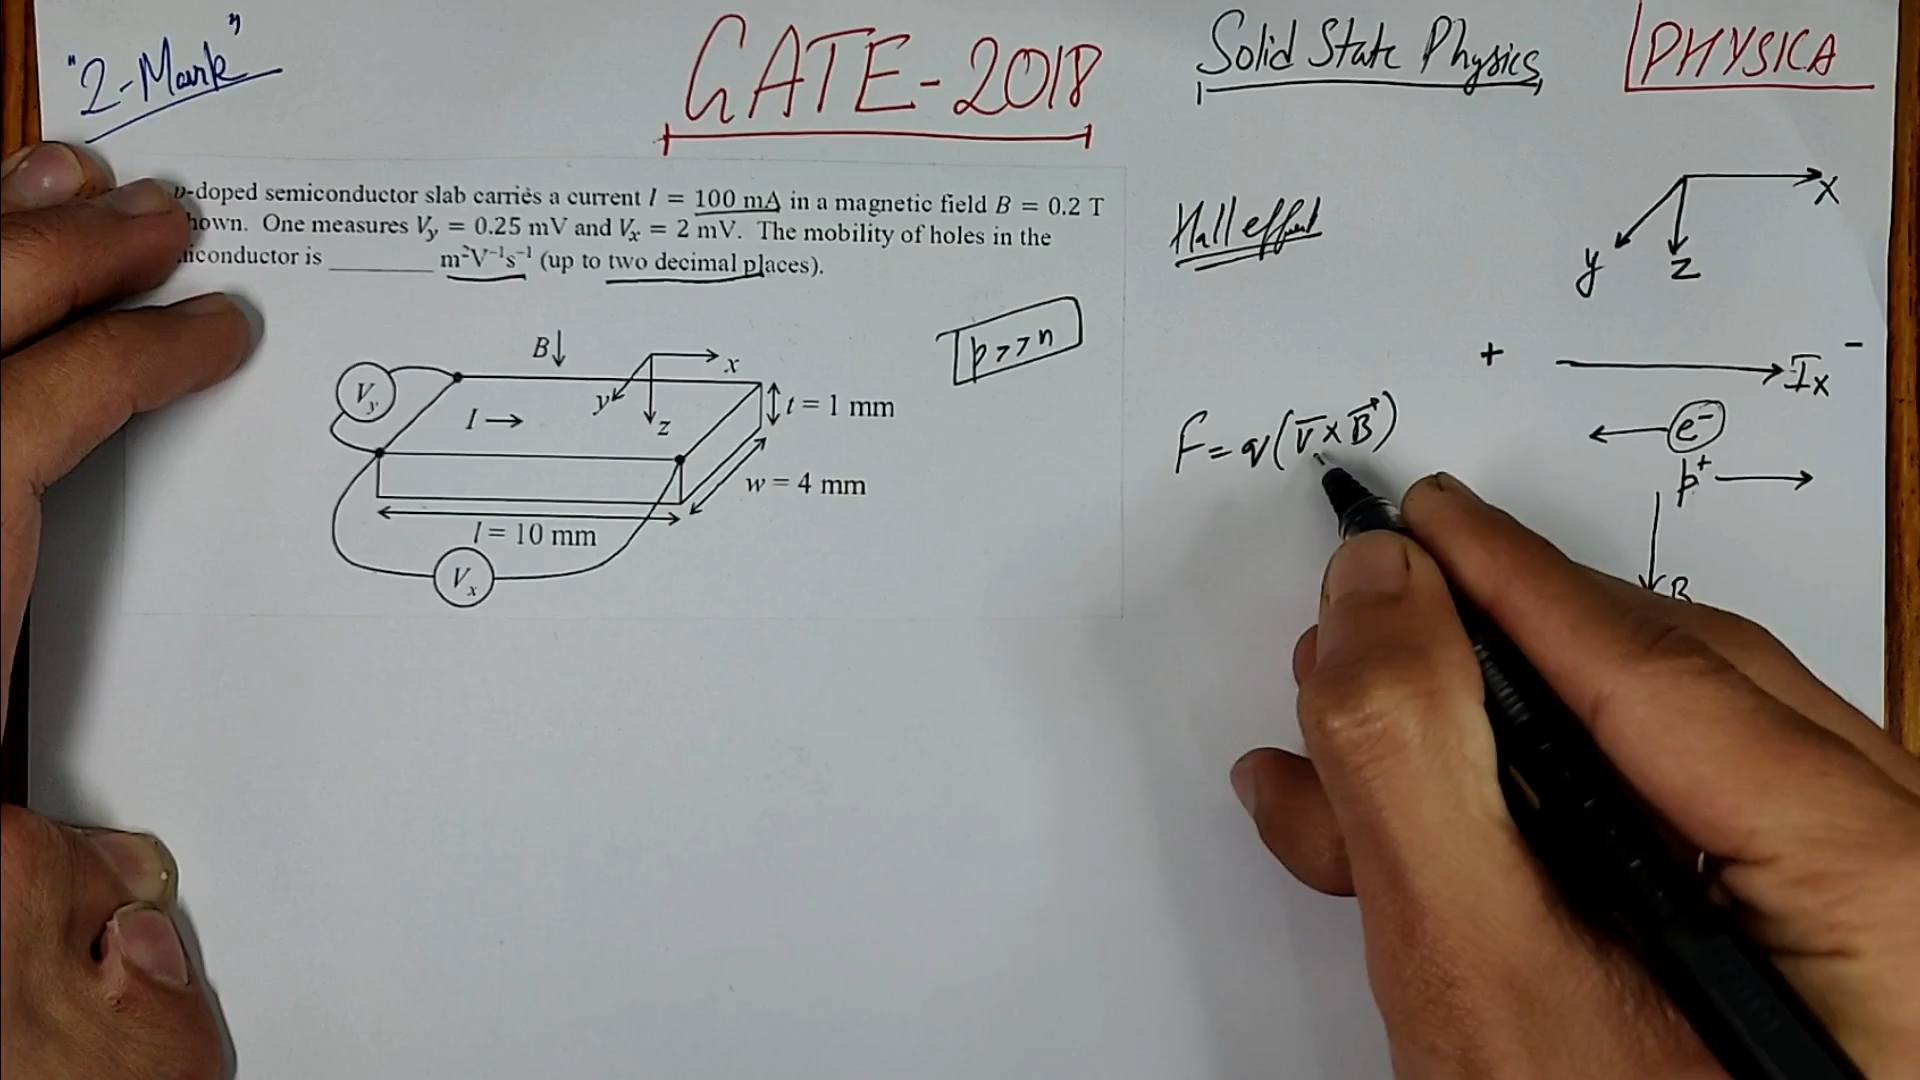 "2-Mark"
GATE-2018
Solid State Physics
PHYSICA
p-doped semiconductor slab carries a current I = 100 mA in a magnetic field B = 0.2 T
hown. One measures Vy = 0.25 mV and Vx = 2 mV. The mobility of holes in the
iconductor is ________ m²V⁻¹s⁻¹ (up to two decimal places).
Hall effect
x
y
z
p>>n
B↓
x
y
z
Vy
I →
t = 1 mm
w = 4 mm
l = 10 mm
Vx
+
Ix
-
F = q(v×B)
e-
p+
B